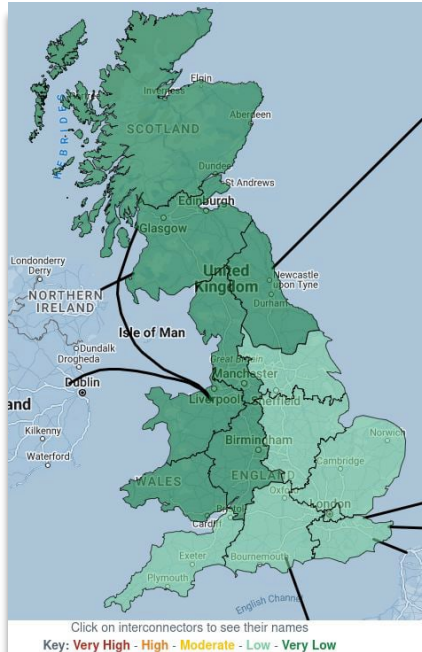 Elgin
Inverness
HEBRIDES
SCOTLAND
Aberdeen
Dundee
St Andrews
Edinburgh
Glasgow
Londonderry
Derry
United
Kingdom
Newcastle
upon Tyne
NORTHERN
IRELAND
Durham
Isle of Man
Dundalk
Drogheda
Great Britain
Manchester
Dublin
Liverpool
Sheffield
and
Kilkenny
Birmingham
Norwich
Waterford
Cambridge
WALES
ENGLAND
Oxford
London
Bristol
Cardiff
Exeter
Bournemouth
Plymouth
English Channel
Click on interconnectors to see their names
Key: Very High - High - Moderate - Low - Very Low